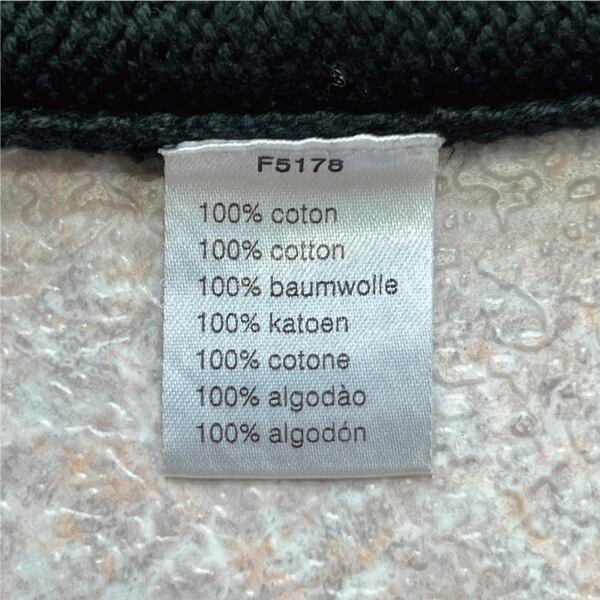 F5178
100% coton
100% cotton
100% baumwolle
100% katoen
100% cotone
100% algodào
100% algodón